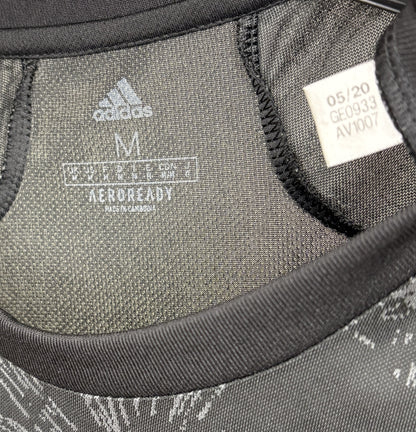 adidas
M
AEROREADY
MADE IN CAMBODIA
05/20
GE0933
AV1007